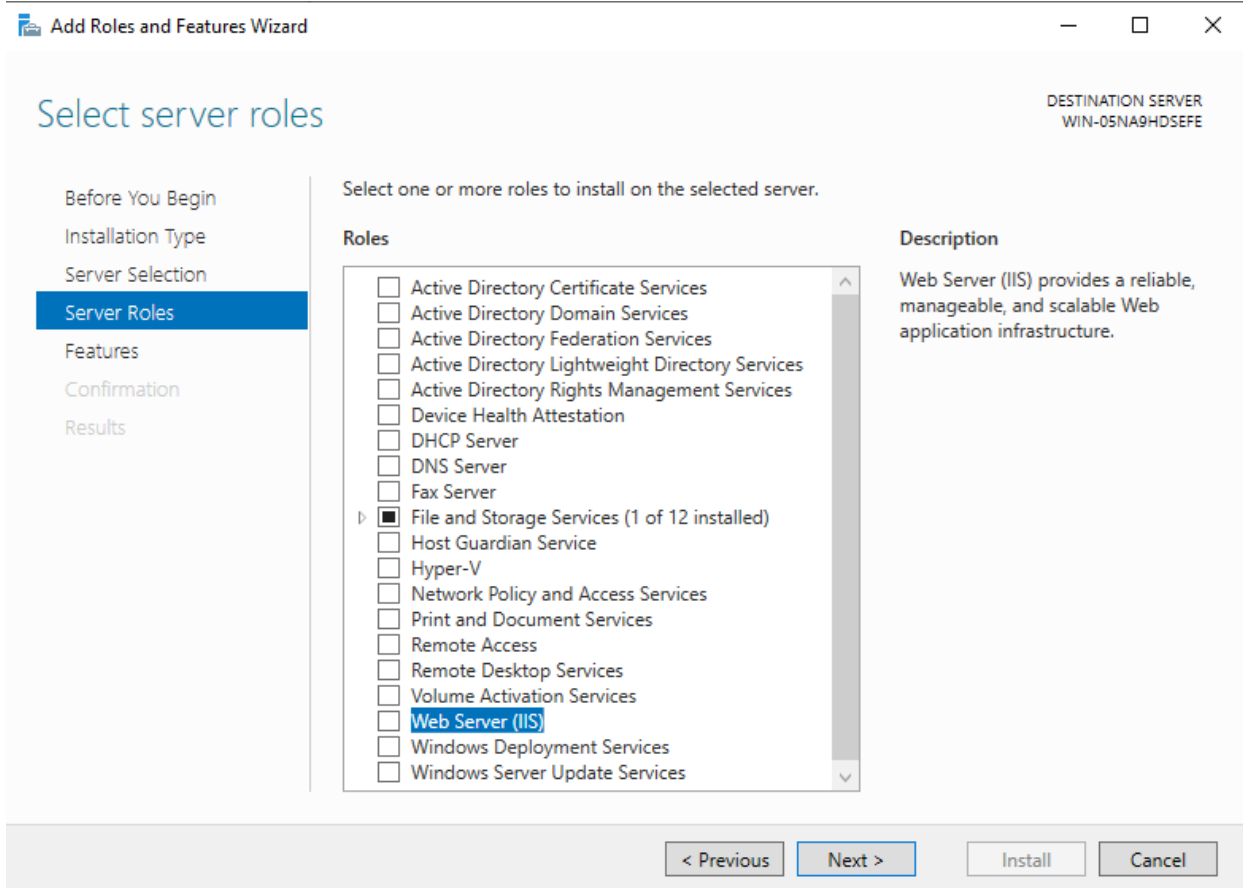 Add Roles and Features Wizard
Select server roles
DESTINATION SERVER
WIN-05NA9HDSEFE
Before You Begin
Installation Type
Server Selection
Server Roles
Features
Confirmation
Results
Select one or more roles to install on the selected server.
Roles
Active Directory Certificate Services
Active Directory Domain Services
Active Directory Federation Services
Active Directory Lightweight Directory Services
Active Directory Rights Management Services
Device Health Attestation
DHCP Server
DNS Server
Fax Server
File and Storage Services (1 of 12 installed)
Host Guardian Service
Hyper-V
Network Policy and Access Services
Print and Document Services
Remote Access
Remote Desktop Services
Volume Activation Services
Web Server (IIS)
Windows Deployment Services
Windows Server Update Services
Description
Web Server (IIS) provides a reliable,
manageable, and scalable Web
application infrastructure.
< Previous
Next >
Install
Cancel